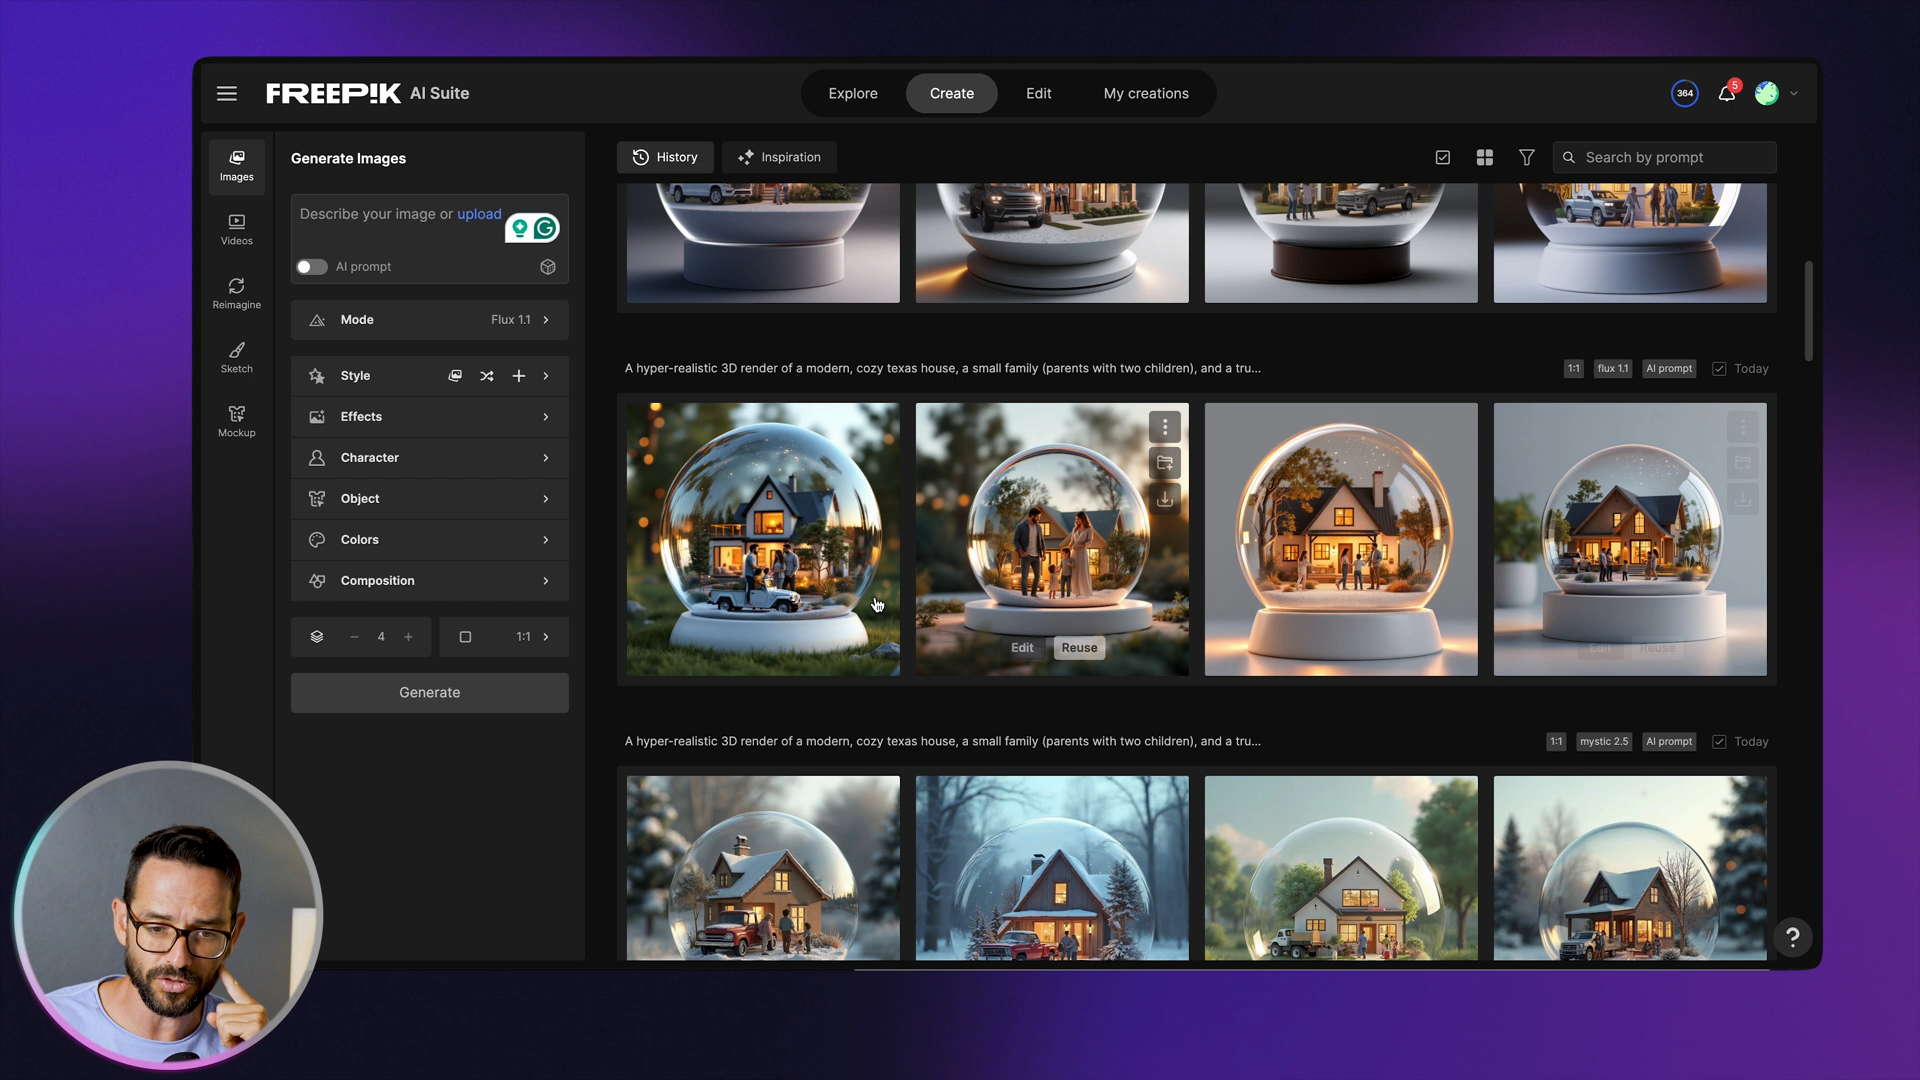 FREEP!K AI Suite
Explore
Create
Edit
My creations
364
5
Images
Videos
Reimagine
Sketch
Mockup
Generate Images
Describe your image or upload
AI prompt
Mode
Flux 1.1
Style
Effects
Character
Object
Colors
Composition
4
1:1
Generate
History
Inspiration
Search by prompt
A hyper-realistic 3D render of a modern, cozy texas house, a small family (parents with two children), and a tru...
1:1
flux 1.1
AI prompt
Today
Edit
Reuse
Edit
Reuse
A hyper-realistic 3D render of a modern, cozy texas house, a small family (parents with two children), and a tru...
1:1
mystic 2.5
AI prompt
Today
?